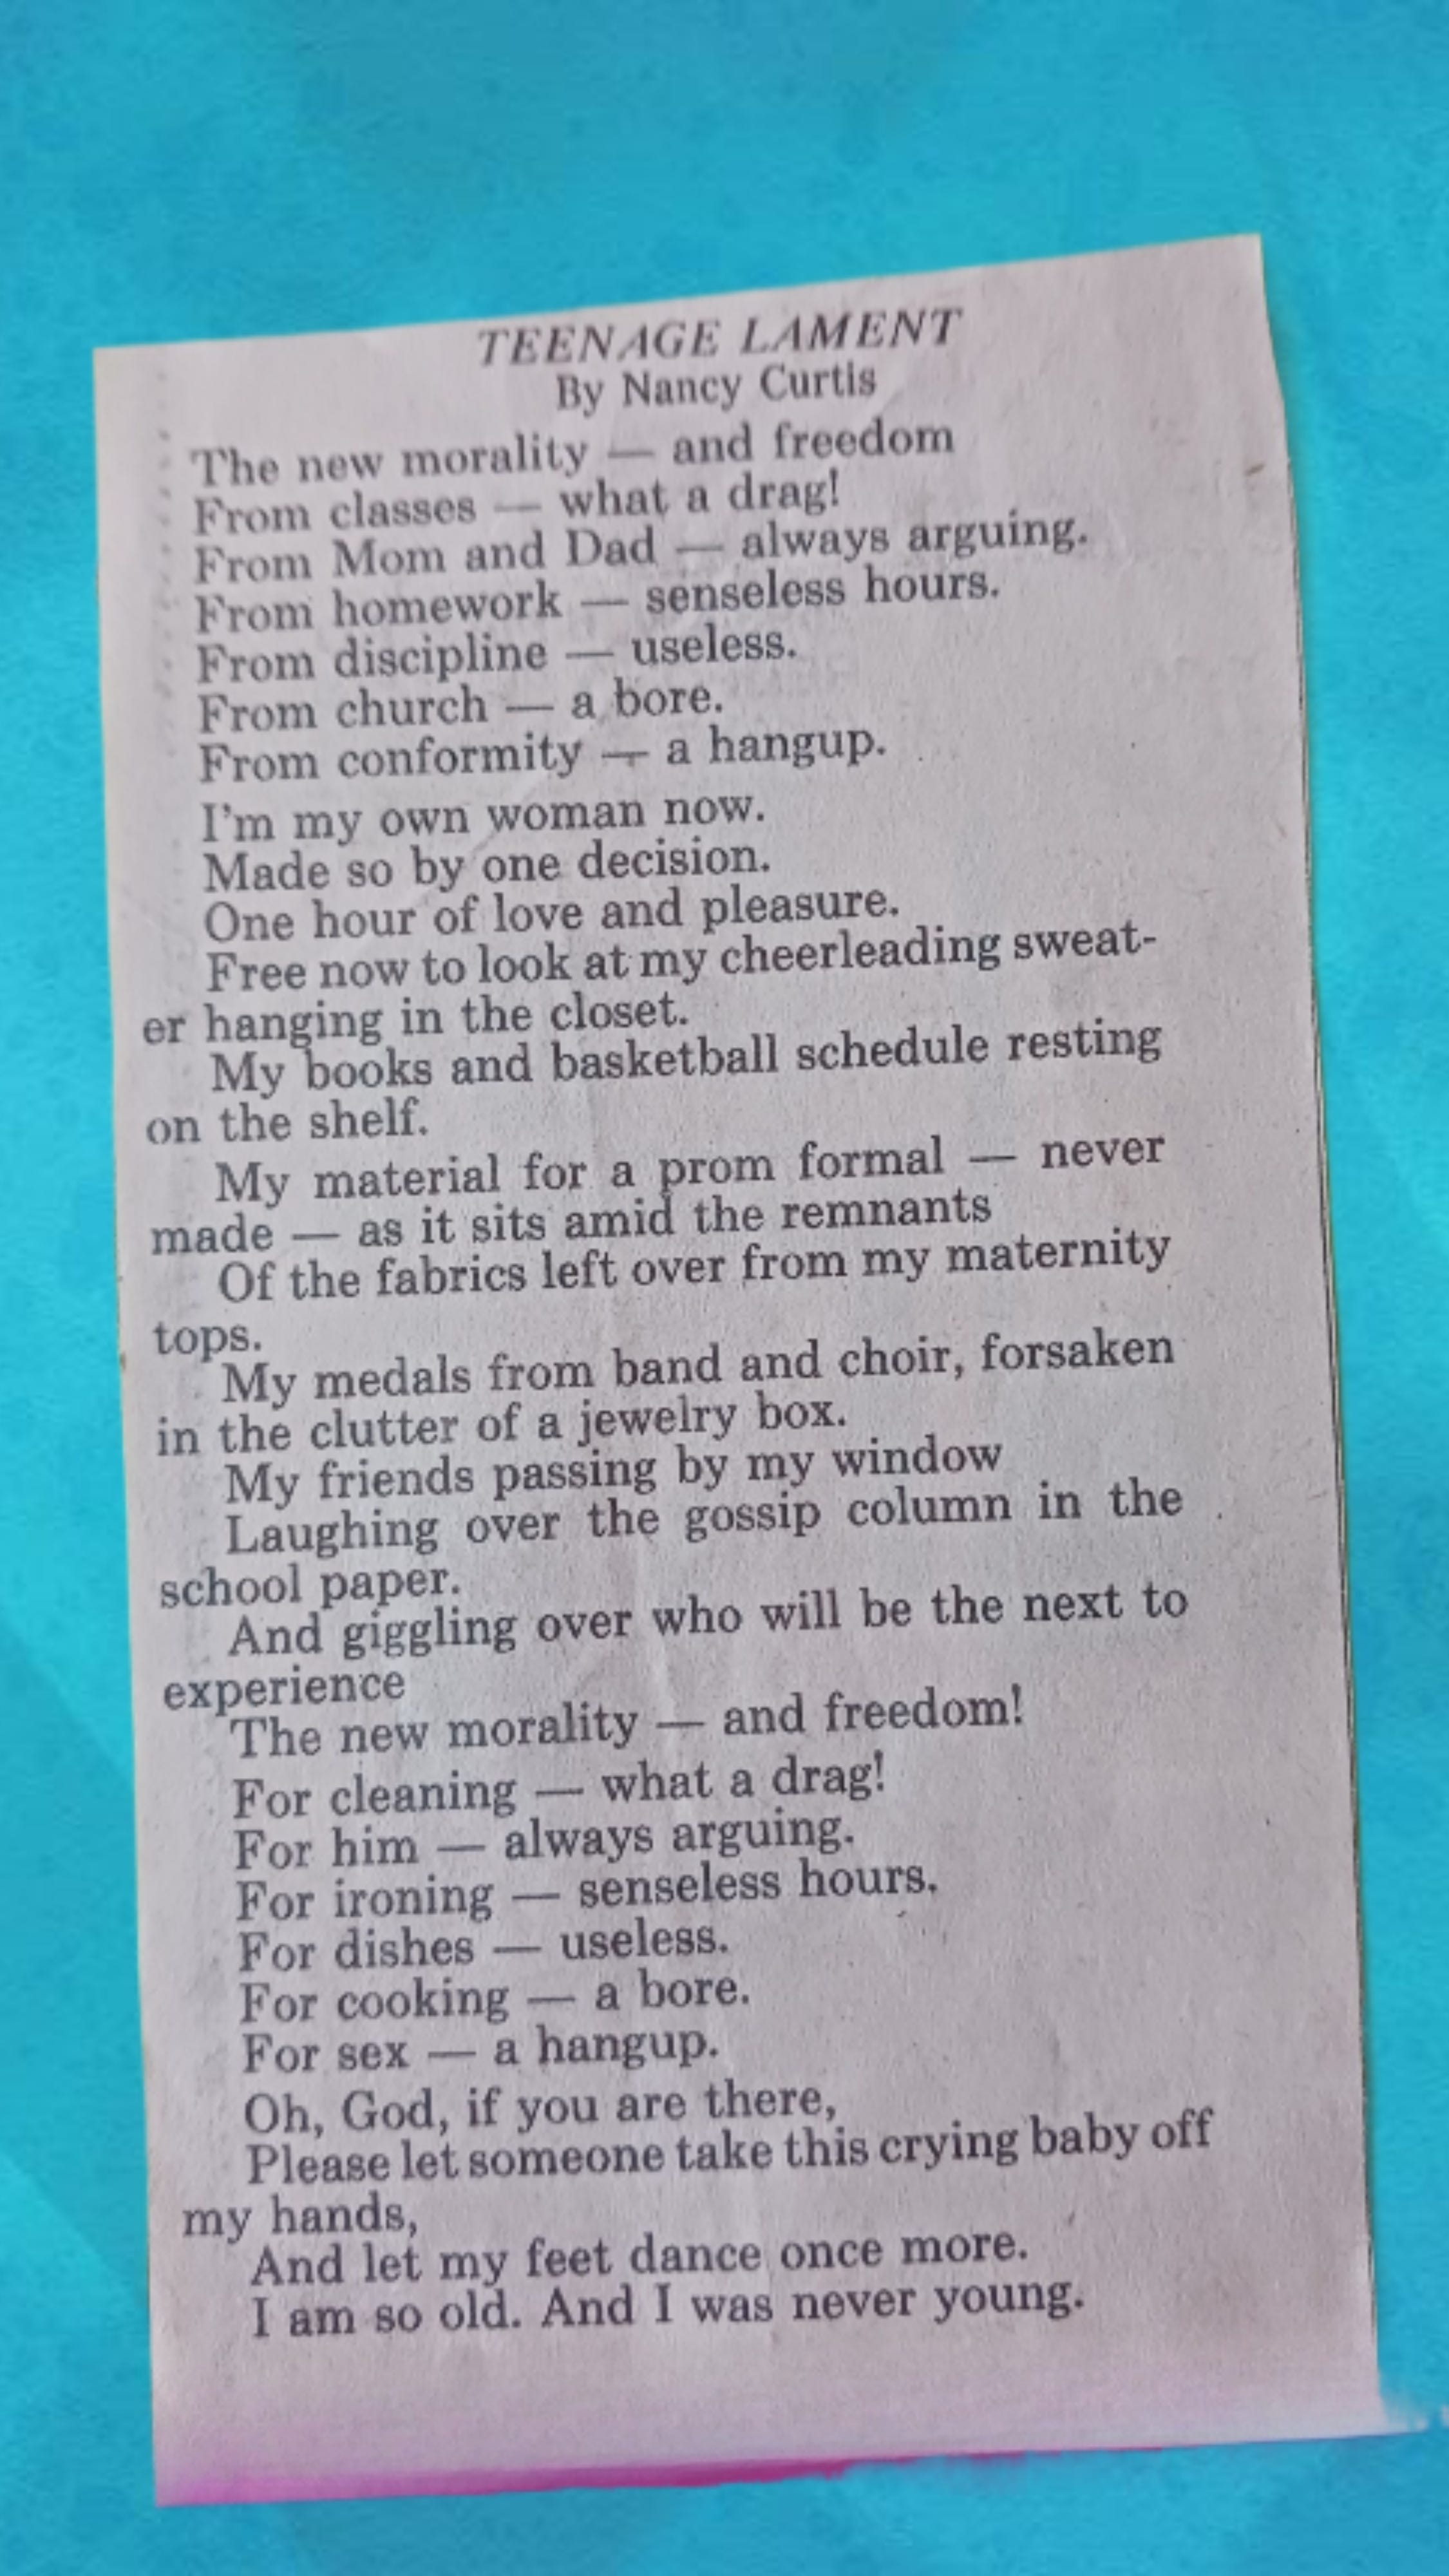 TEENAGE LAMENT
By Nancy Curtis
The new morality — and freedom
From classes — what a drag!
From Mom and Dad — always arguing.
From homework — senseless hours.
From discipline — useless.
From church — a bore.
From conformity — a hangup.
I'm my own woman now.
Made so by one decision.
One hour of love and pleasure.
Free now to look at my cheerleading sweat-
er hanging in the closet.
My books and basketball schedule resting
on the shelf.
My material for a prom formal — never
made — as it sits amid the remnants
Of the fabrics left over from my maternity
tops.
My medals from band and choir, forsaken
in the clutter of a jewelry box.
My friends passing by my window
Laughing over the gossip column in the
school paper.
And giggling over who will be the next to
experience
The new morality — and freedom!
For cleaning — what a drag!
For him — always arguing.
For ironing — senseless hours.
For dishes — useless.
For cooking — a bore.
For sex — a hangup.
Oh, God, if you are there,
Please let someone take this crying baby off
my hands,
And let my feet dance once more.
I am so old. And I was never young.